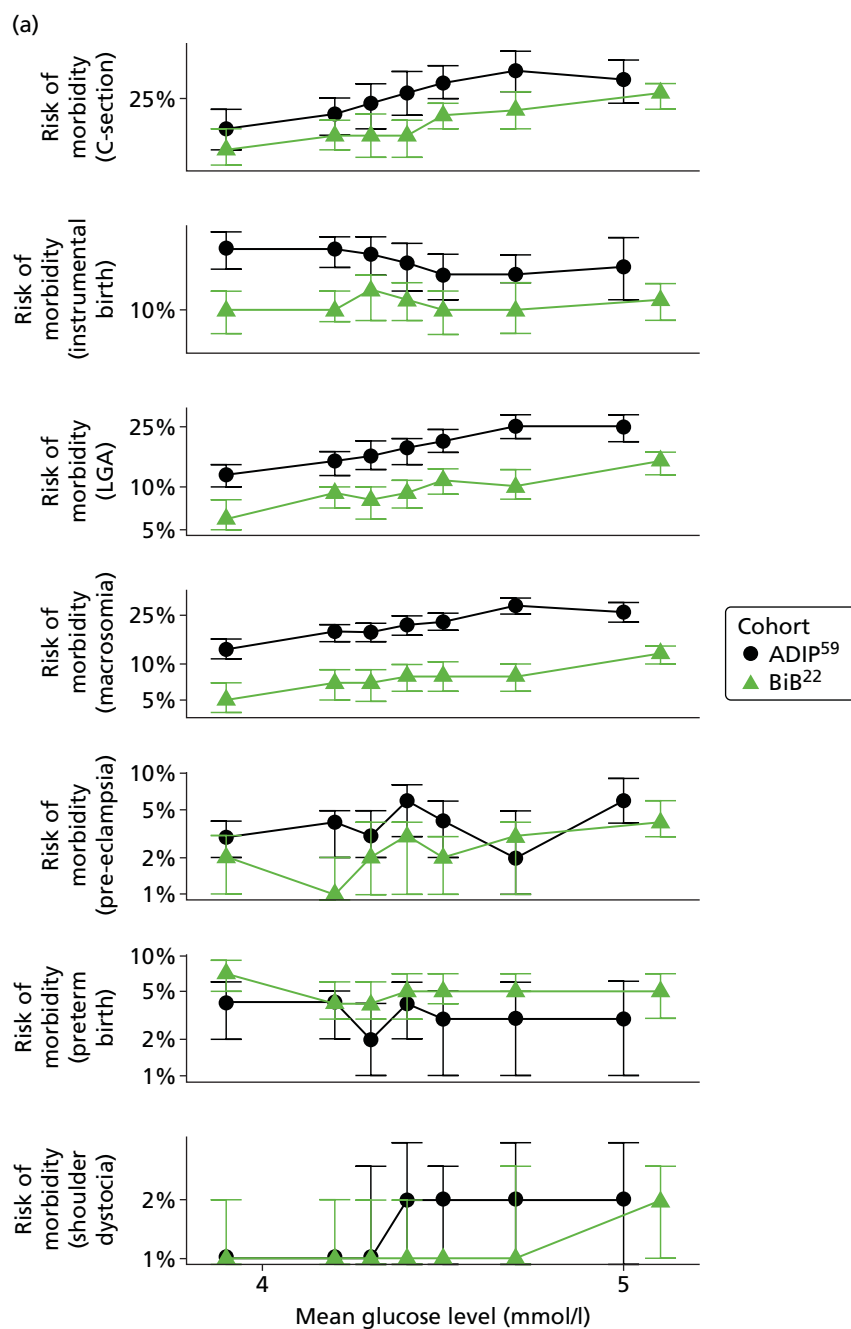 (a)
Risk of
morbidity
(C-section)
25%
Risk of
morbidity
(instrumental
birth)
10%
Risk of
morbidity
(LGA)
25%
10%
5%
Risk of
morbidity
(macrosomia)
25%
10%
5%
Cohort
ADIP⁵⁹
BiB²²
Risk of
morbidity
(pre-eclampsia)
10%
5%
2%
1%
Risk of
morbidity
(preterm
birth)
10%
5%
2%
1%
Risk of
morbidity
(shoulder
dystocia)
2%
1%
4
5
Mean glucose level (mmol/l)